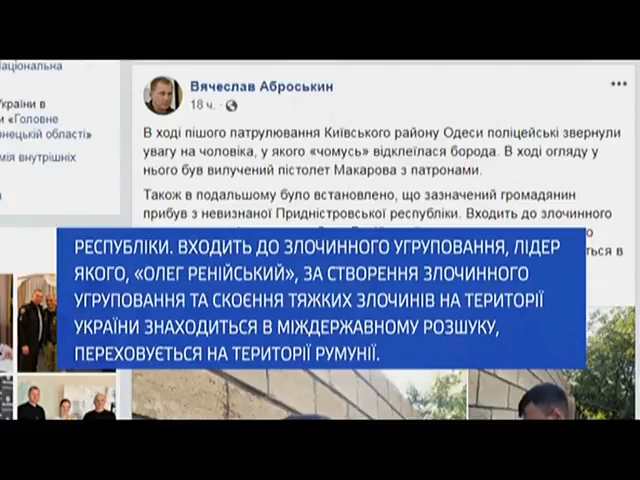 Національна
України в
и «Головне
нецькій області»
мія внутрішніх
Вячеслав Аброськин
18 ч. ·
В ході пішого патрулювання Київського району Одеси поліцейські звернули
увагу на чоловіка, у якого «чомусь» відклеїлася борода. В ході огляду у
нього був вилучений пістолет Макарова з патронами.
Також в подальшому було встановлено, що зазначений громадянин
прибув з невизнаної Придністровської республіки. Входить до злочинного
РЕСПУБЛІКИ. ВХОДИТЬ ДО ЗЛОЧИННОГО УГРУПОВАННЯ, ЛІДЕР
ЯКОГО, «ОЛЕГ РЕНІЙСЬКИЙ», ЗА СТВОРЕННЯ ЗЛОЧИННОГО
УГРУПОВАННЯ ТА СКОЄННЯ ТЯЖКИХ ЗЛОЧИНІВ НА ТЕРИТОРІЇ
УКРАЇНИ ЗНАХОДИТЬСЯ В МІЖДЕРЖАВНОМУ РОЗШУКУ,
ПЕРЕХОВУЄТЬСЯ НА ТЕРИТОРІЇ РУМУНІЇ.